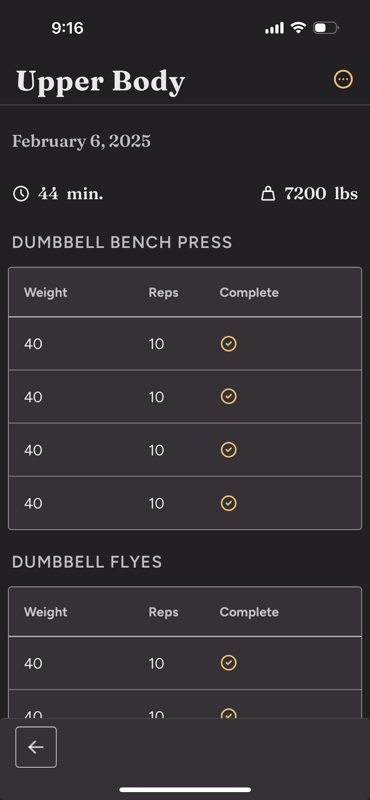 9:16
Upper Body
February 6, 2025
44 min. 7200 lbs
DUMBBELL BENCH PRESS
Weight Reps Complete
40 10
40 10
40 10
40 10
DUMBBELL FLYES
Weight Reps Complete
40 10
40 10